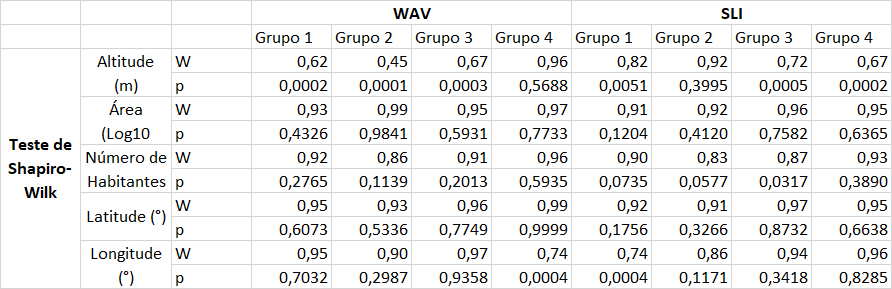 WAV SLI
Grupo 1 Grupo 2 Grupo 3 Grupo 4 Grupo 1 Grupo 2 Grupo 3 Grupo 4
Teste de Shapiro-Wilk
Altitude (m) W 0,62 0,45 0,67 0,96 0,82 0,92 0,72 0,67
p 0,0002 0,0001 0,0003 0,5688 0,0051 0,3995 0,0005 0,0002
Área (Log10 W 0,93 0,99 0,95 0,97 0,91 0,92 0,96 0,95
p 0,4326 0,9841 0,5931 0,7733 0,1204 0,4120 0,7582 0,6365
Número de Habitantes W 0,92 0,86 0,91 0,96 0,90 0,83 0,87 0,93
p 0,2765 0,1139 0,2013 0,5935 0,0735 0,0577 0,0317 0,3890
Latitude (°) W 0,95 0,93 0,96 0,99 0,92 0,91 0,97 0,95
p 0,6073 0,5336 0,7749 0,9999 0,1756 0,3266 0,8732 0,6638
Longitude (°) W 0,95 0,90 0,97 0,74 0,74 0,86 0,94 0,96
p 0,7032 0,2987 0,9358 0,0004 0,0004 0,1171 0,3418 0,8285